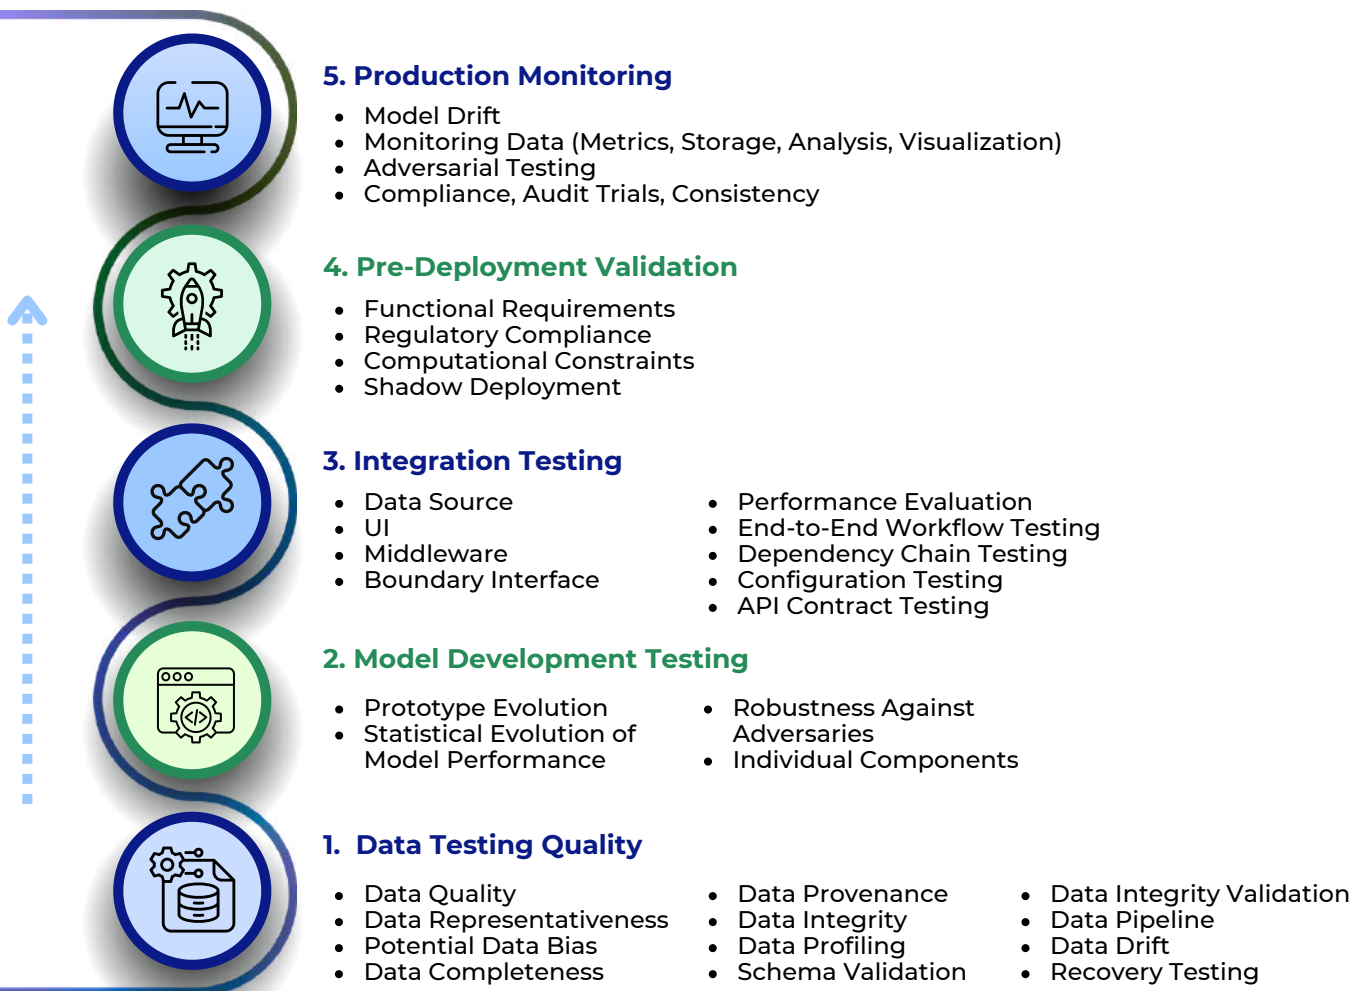 5. Production Monitoring
• Model Drift
• Monitoring Data (Metrics, Storage, Analysis, Visualization)
• Adversarial Testing
• Compliance, Audit Trials, Consistency
4. Pre-Deployment Validation
• Functional Requirements
• Regulatory Compliance
• Computational Constraints
• Shadow Deployment
3. Integration Testing
• Data Source
• UI
• Middleware
• Boundary Interface
• Performance Evaluation
• End-to-End Workflow Testing
• Dependency Chain Testing
• Configuration Testing
• API Contract Testing
2. Model Development Testing
• Prototype Evolution
• Statistical Evolution of
Model Performance
• Robustness Against
Adversaries
• Individual Components
</>
1. Data Testing Quality
• Data Quality
• Data Representativeness
• Potential Data Bias
• Data Completeness
• Data Provenance
• Data Integrity
• Data Profiling
• Schema Validation
• Data Integrity Validation
• Data Pipeline
• Data Drift
• Recovery Testing